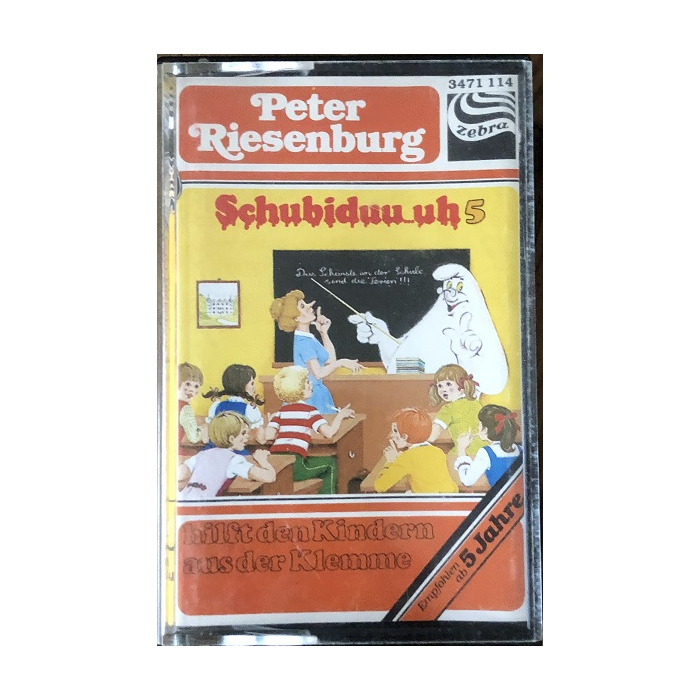 3471 114
Peter
Riesenburg
zebra
Schubiduu..uh 5
Das Schönste an der Schule
sind die Ferien!!!
hilft den Kindern
aus der Klemme
Empfohlen
ab 5 Jahre